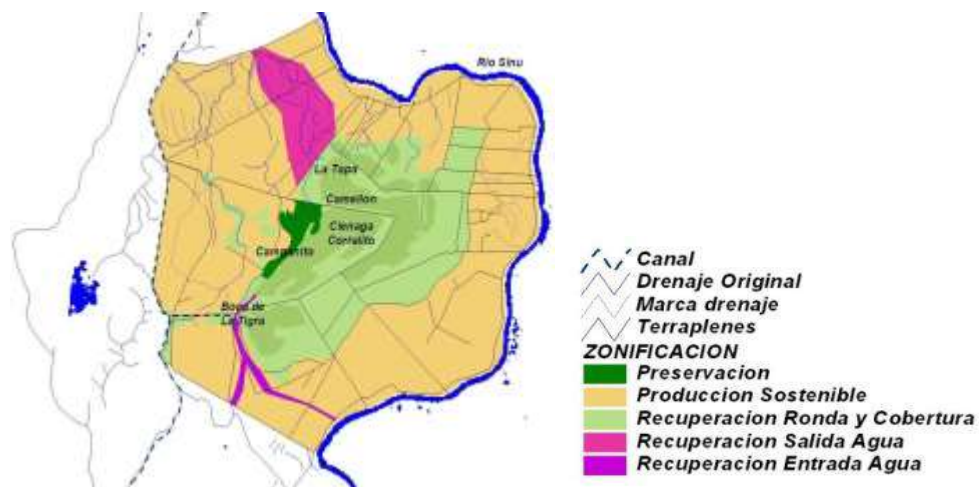 Rio Sinu
La Tapa
Camellon
Cienaga
Corralito
Campanita
Boca de
La Tigra
Canal
Drenaje Original
Marca drenaje
Terraplenes
ZONIFICACION
Preservacion
Produccion Sostenible
Recuperacion Ronda y Cobertura
Recuperacion Salida Agua
Recuperacion Entrada Agua